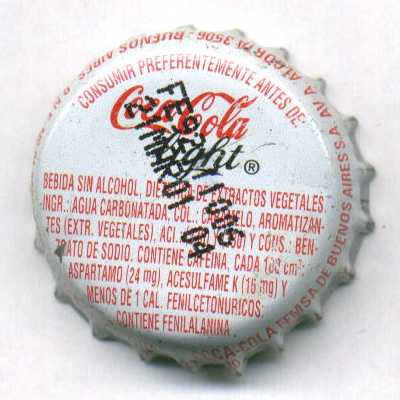 CONSUMIR PREFERENTEMENTE ANTES DE:
Coca-Cola
light ®
BEBIDA SIN ALCOHOL, DE EXTRACTOS VEGETALES.
INGR.: AGUA CARBONATADA, COL.: AROMATIZAN-
TES (EXTR. VEGETALES), ACI. Y CONS.: BEN-
ZOATO DE SODIO. CONTIENE CAFEINA, CADA 100 cm³:
ASPARTAMO (24 mg), ACESULFAME K (16 mg) Y
MENOS DE 1 CAL. FENILCETONURICOS:
CONTIENE FENILALANINA
COCA-COLA FEMSA DE BUENOS AIRES S.A. AV. A. ALCORTA 3506 - BUENOS AIRES